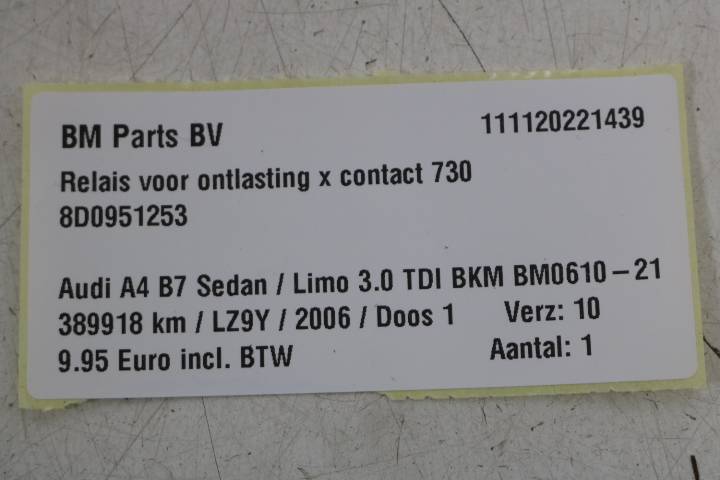 BM Parts BV 111120221439
Relais voor ontlasting x contact 730
8D0951253
Audi A4 B7 Sedan / Limo 3.0 TDI BKM BM0610-21
389918 km / LZ9Y / 2006 / Doos 1 Verz: 10
9.95 Euro incl. BTW Aantal: 1